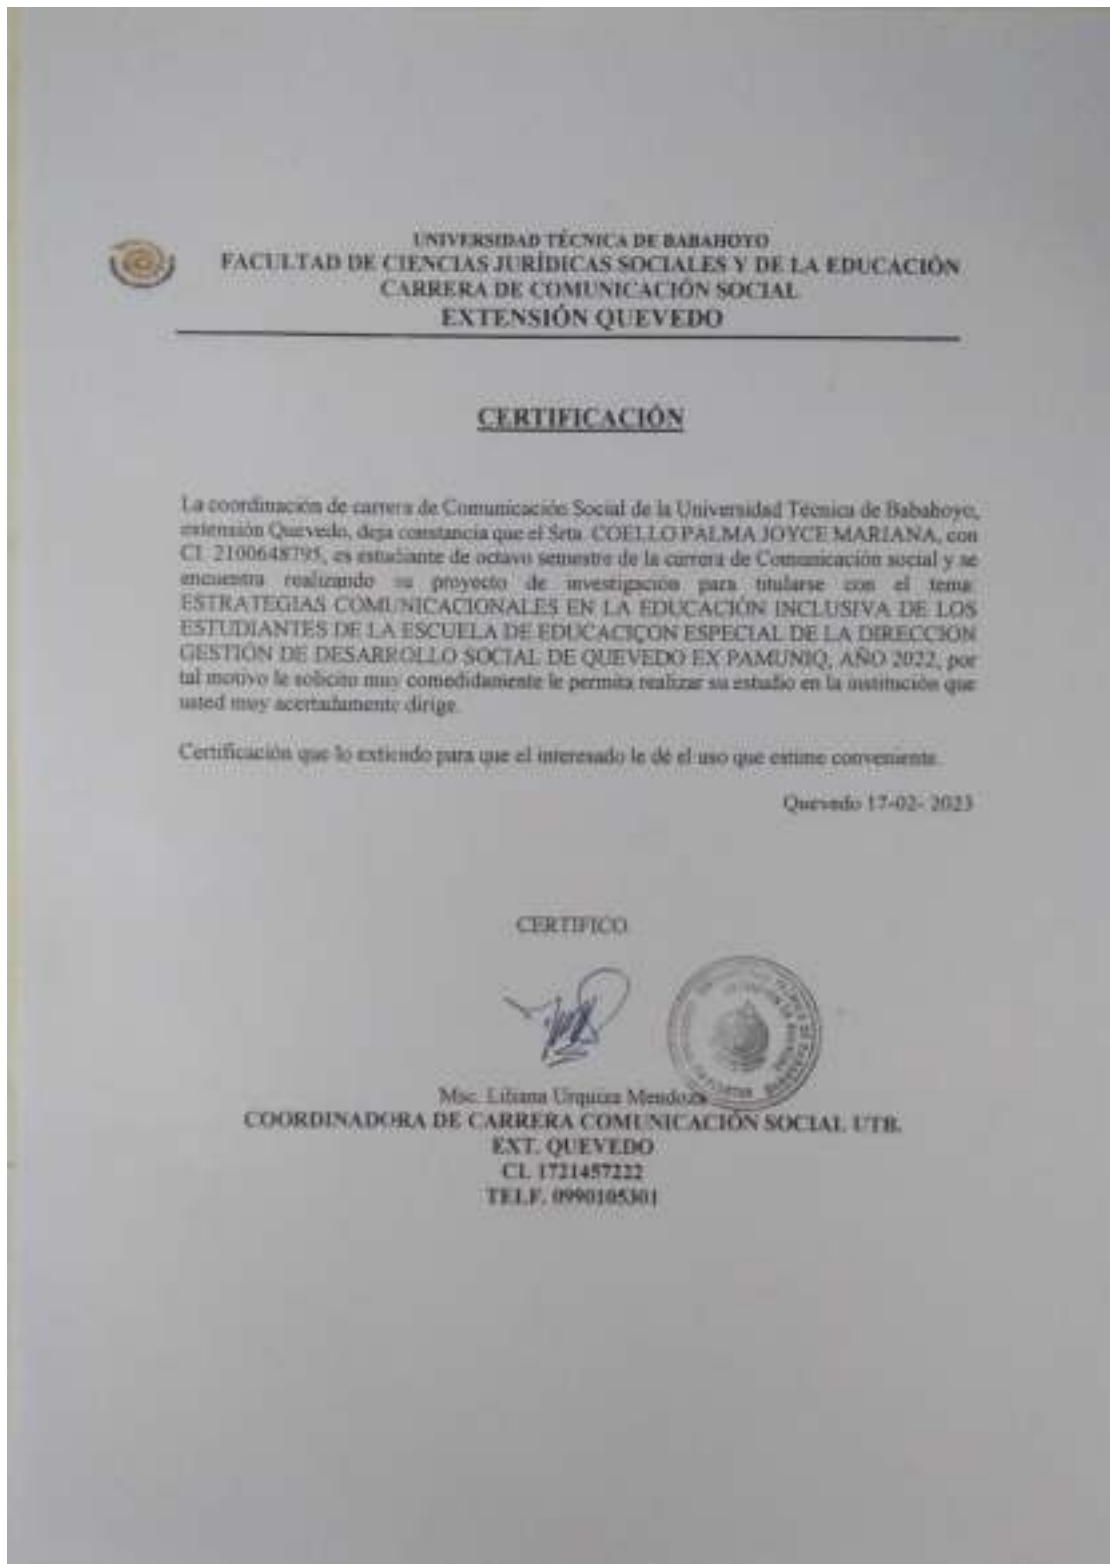 UNIVERSIDAD TÉCNICA DE BABAHOYO
FACULTAD DE CIENCIAS JURÍDICAS SOCIALES Y DE LA EDUCACIÓN
CARRERA DE COMUNICACIÓN SOCIAL
EXTENSIÓN QUEVEDO
CERTIFICACIÓN
La coordinación de carrera de Comunicación Social de la Universidad Técnica de Babahoyo,
extensión Quevedo, deja constancia que el Srta. COELLO PALMA JOYCE MARIANA, con
CI. 2100648795, es estudiante de octavo semestre de la carrera de Comunicación social y se
encuentra realizando su proyecto de investigación para titularse con el tema:
ESTRATEGIAS COMUNICACIONALES EN LA EDUCACIÓN INCLUSIVA DE LOS
ESTUDIANTES DE LA ESCUELA DE EDUCACIÇON ESPECIAL DE LA DIRECCIÓN
GESTIÓN DE DESARROLLO SOCIAL DE QUEVEDO EX PAMUNIQ, AÑO 2022, por
tal motivo le solicito muy comedidamente le permita realizar su estudio en la institución que
usted muy acertadamente dirige.
Certificación que lo extiendo para que el interesado le dé el uso que estime conveniente.
Quevedo 17-02- 2023
CERTIFICO.
Msc. Liliana Urquiza Mendoza
COORDINADORA DE CARRERA COMUNICACIÓN SOCIAL UTB.
EXT. QUEVEDO
CI. 1721457222
TELF. 0990105301